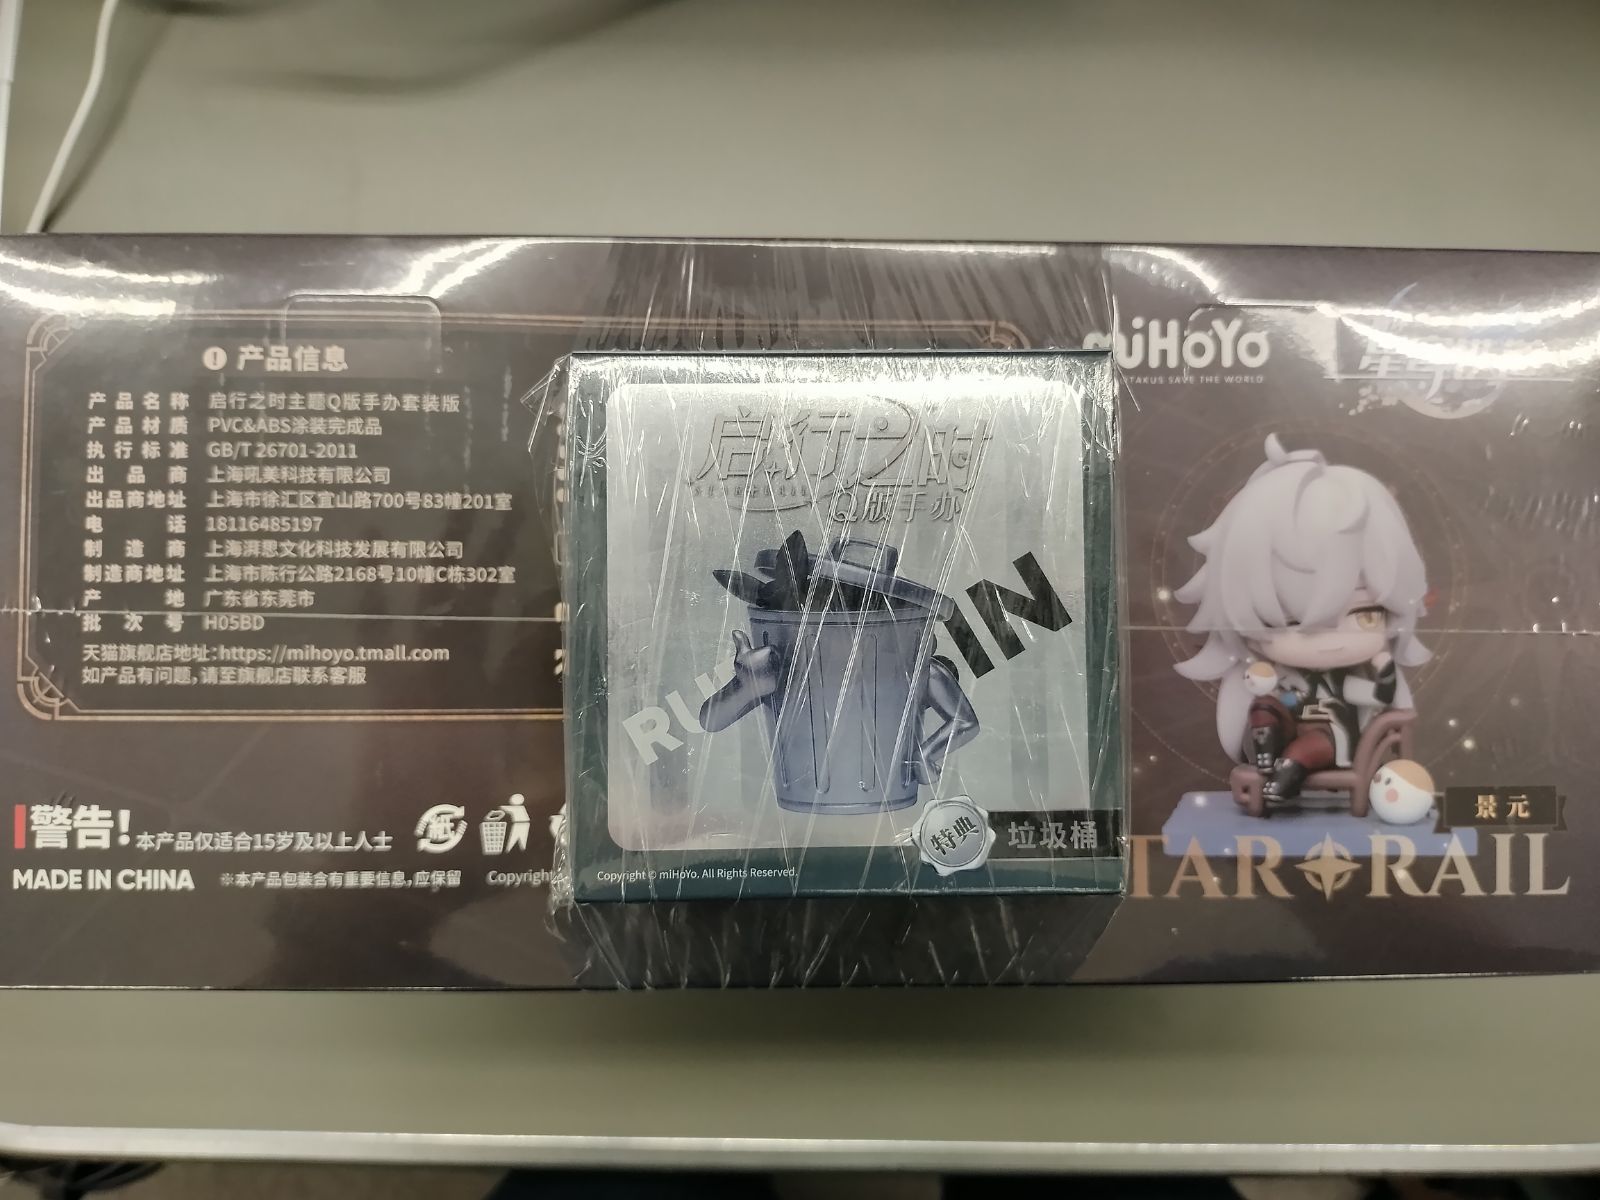 产品信息
产品名称 启行之时主题Q版手办套装版
产品材质 PVC&ABS涂装完成品
执行标准 GB/T 26701-2011
出品商 上海吼美科技有限公司
出品商地址 上海市徐汇区宜山路700号83幢201室
电话 18116485197
制造商 上海湃思文化科技发展有限公司
制造商地址 上海市陈行公路2168号10幢C栋302室
产地 广东省东莞市
批次号 H05BD
天猫旗舰店地址:https://mihoyo.tmall.com
如产品有问题,请至旗舰店联系客服
警告!本产品仅适合15岁及以上人士
MADE IN CHINA ※本产品包装含有重要信息,应保留
启行之时
Q版手办
特典
垃圾桶
Copyright © miHoYo. All Rights Reserved.
miHoYo
OTAKUS SAVE THE WORLD
景元
TAR RAIL